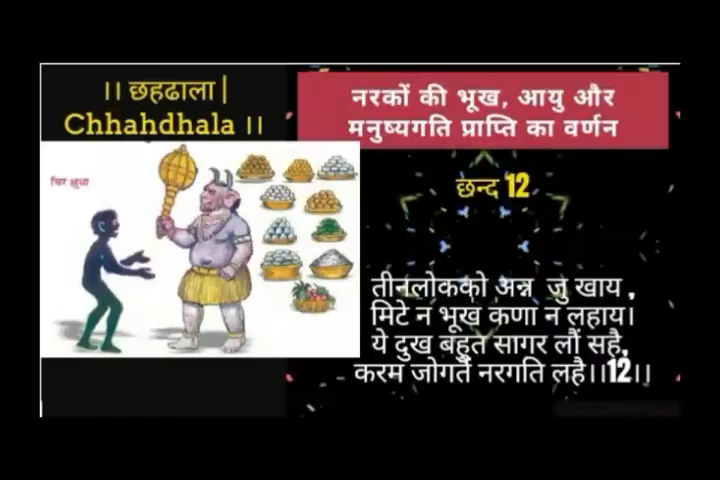 ।। छहढाला |
Chhahdhala ।।
नरकों की भूख, आयु और
मनुष्यगति प्राप्ति का वर्णन
चिर क्षुधा
छन्द 12
तीनलोकको अन्न जु खाय ,
मिटे न भूख कणा न लहाय।
ये दुख बहुत सागर लौं सहै,
करम जोगतें नरगति लहै।।12।।